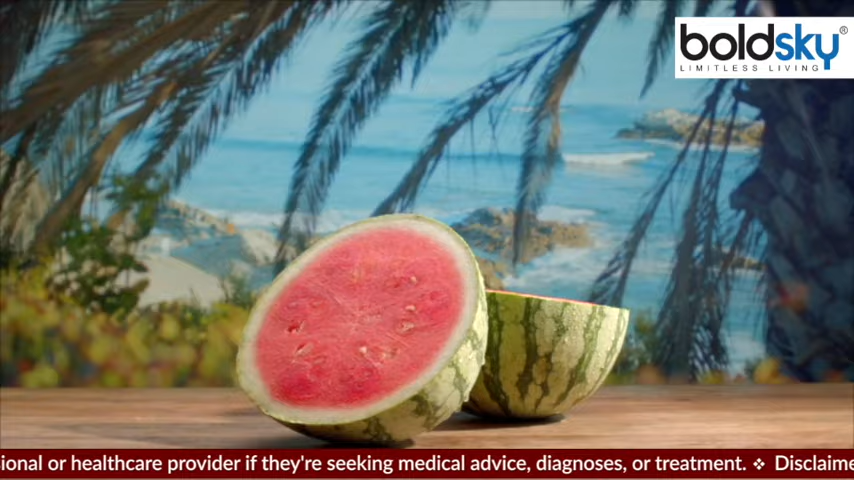 boldsky®
LIMITLESS LIVING
ional or healthcare provider if they're seeking medical advice, diagnoses, or treatment. ❖ Disclaime